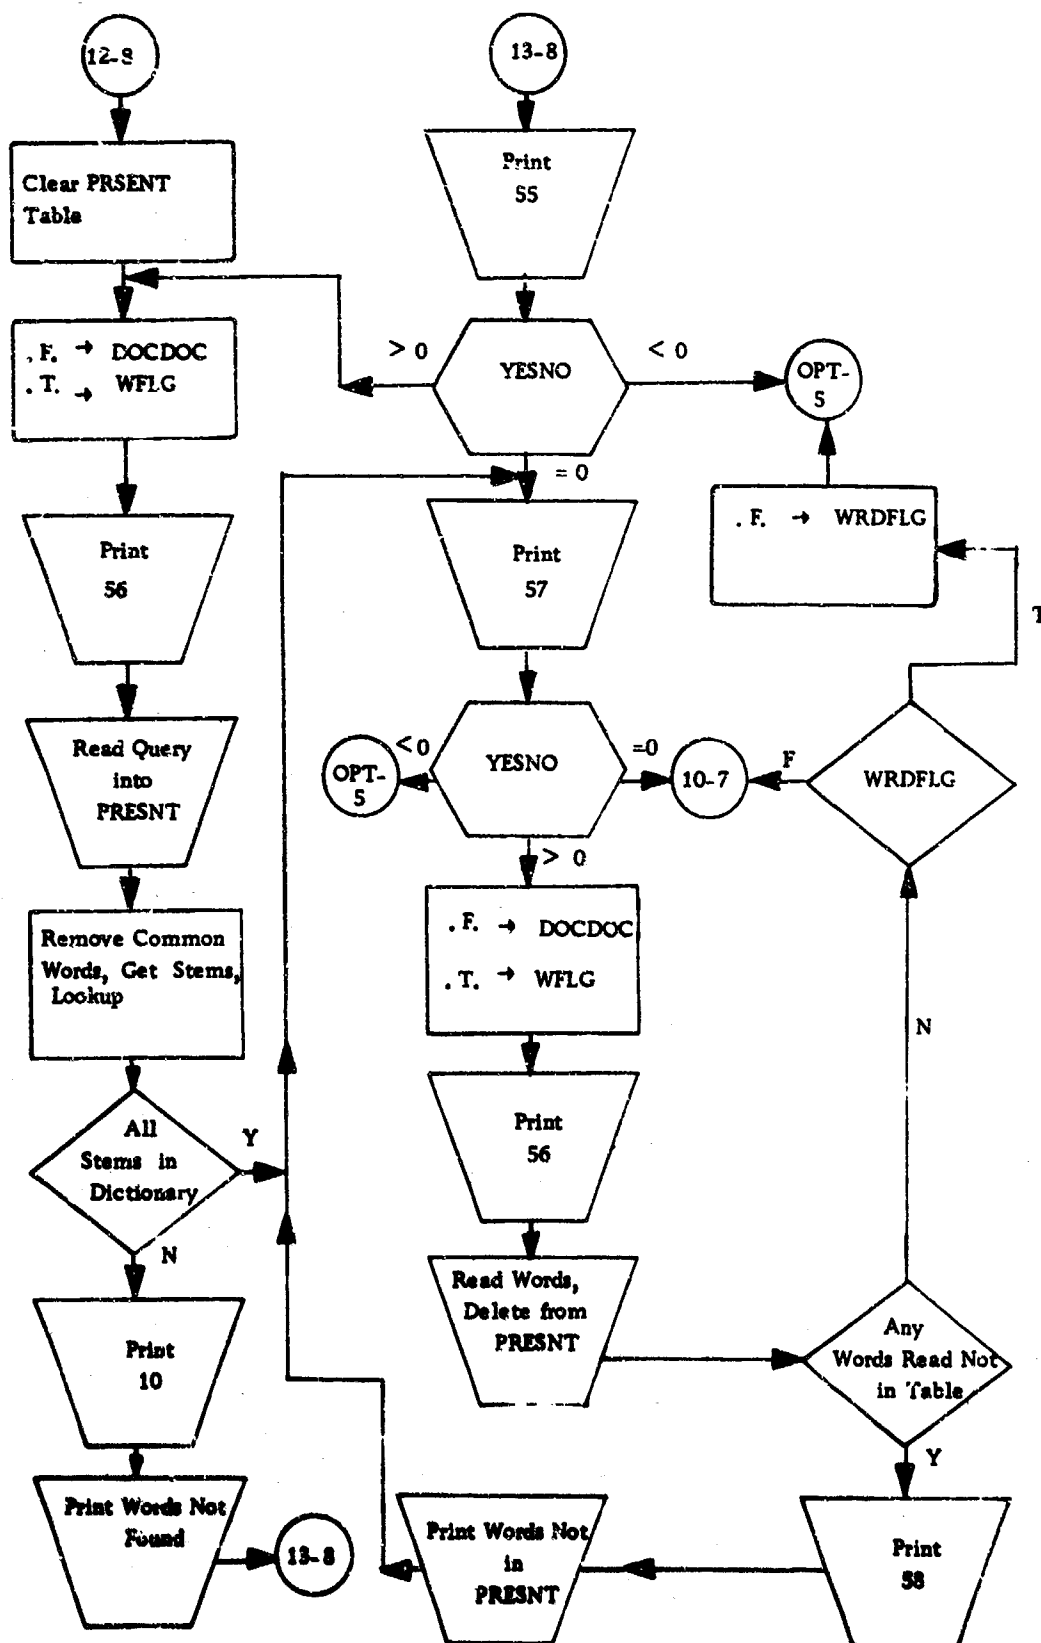 12-8
Clear PRSENT
Table
.F. → DOCDOC
.T. → WFLG
Print
56
Read Query
into
PRESNT
Remove Common
Words, Get Stems,
Lookup
All
Stems in
Dictionary
Y
N
Print
10
Print Words Not
Found
13-8
13-8
Print
55
YESNO
> 0
< 0
= 0
OPT-
5
.F. → WRDFLG
T
Print
57
YESNO
<0
=0
> 0
OPT-
5
10-7
F
WRDFLG
.F. → DOCDOC
.T. → WFLG
Print
56
Read Words,
Delete from
PRESNT
N
Any
Words Read Not
in Table
Y
Print
58
Print Words Not
in
PRESNT